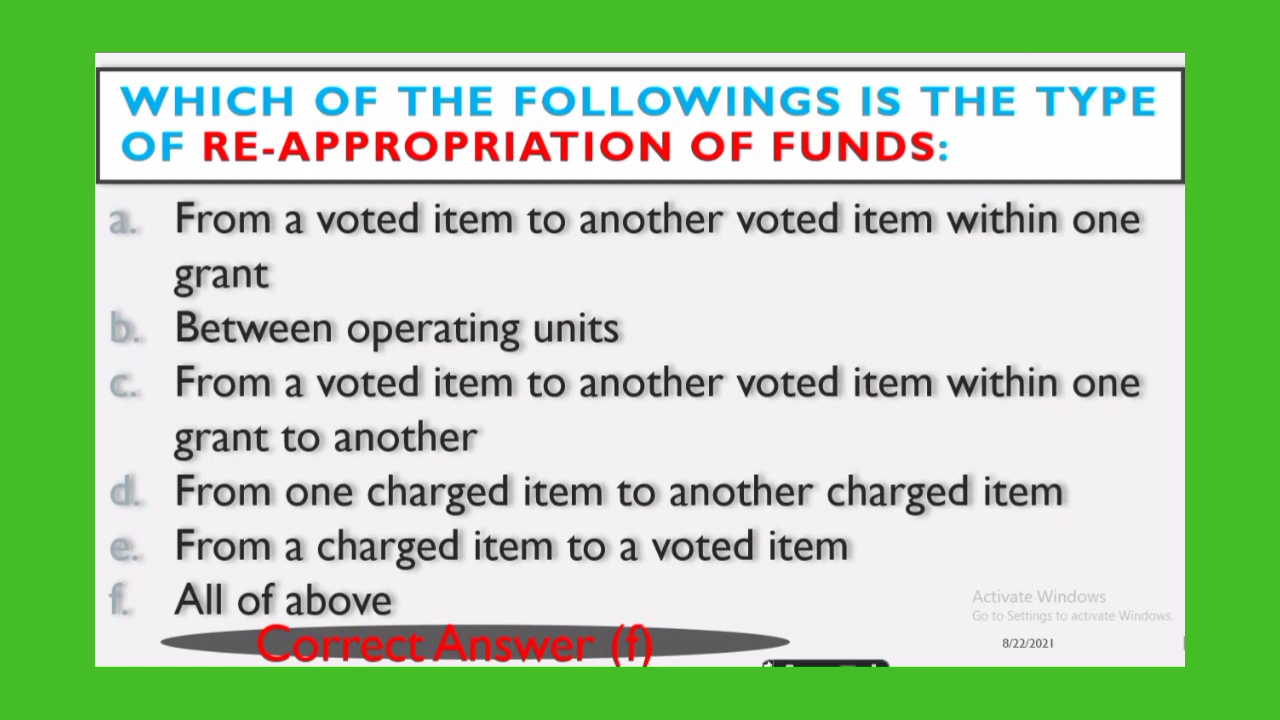 WHICH OF THE FOLLOWINGS IS THE TYPE
OF RE-APPROPRIATION OF FUNDS:
a. From a voted item to another voted item within one
grant
b. Between operating units
c. From a voted item to another voted item within one
grant to another
d. From one charged item to another charged item
e. From a charged item to a voted item
f. All of above
Correct Answer (f)
Activate Windows
Go to Settings to activate Windows.
8/22/2021